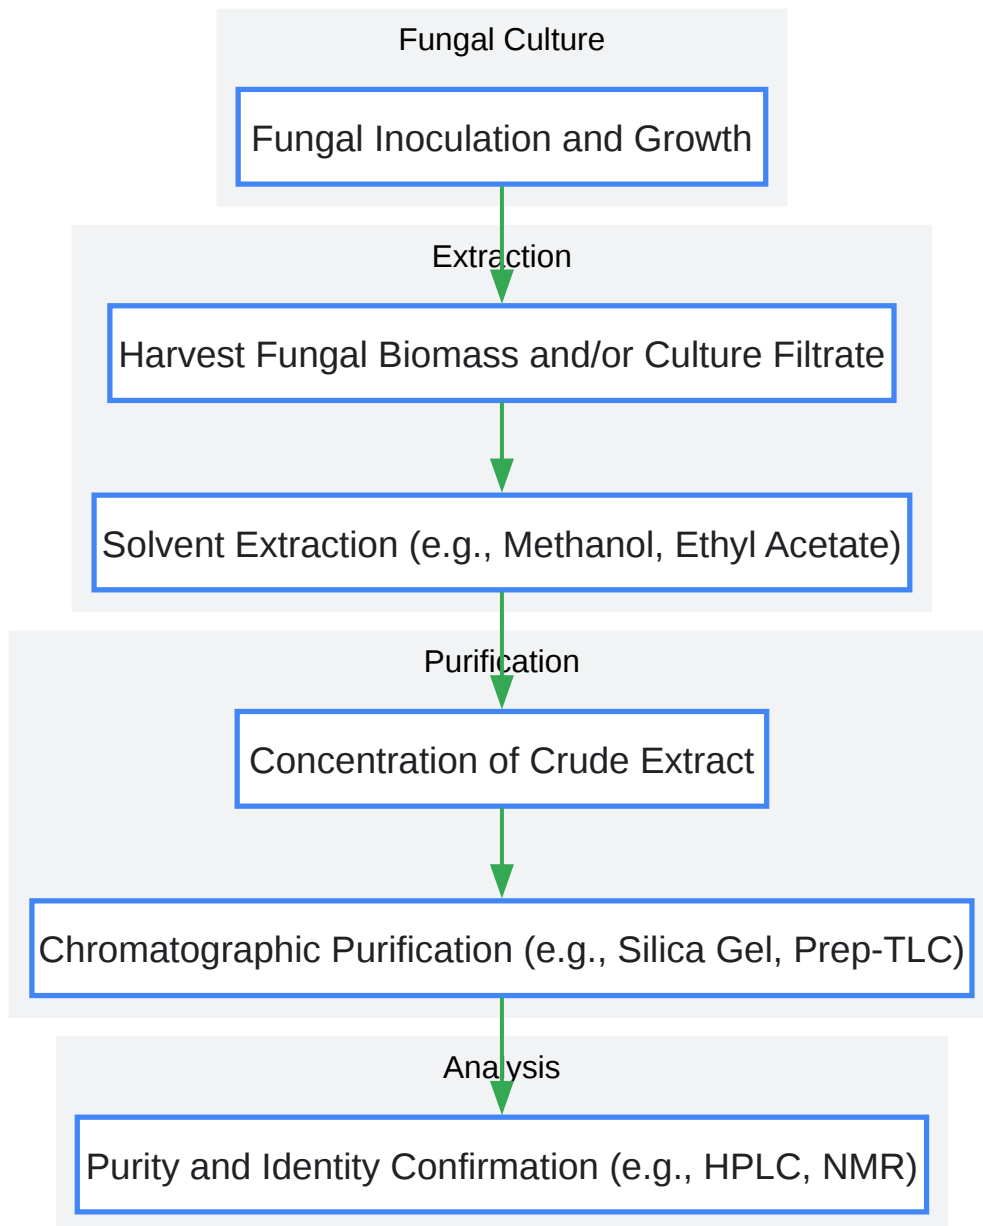 Fungal Culture
Fungal Inoculation and Growth
Extraction
Harvest Fungal Biomass and/or Culture Filtrate
Solvent Extraction (e.g., Methanol, Ethyl Acetate)
Purification
Concentration of Crude Extract
Chromatographic Purification (e.g., Silica Gel, Prep-TLC)
Analysis
Purity and Identity Confirmation (e.g., HPLC, NMR)